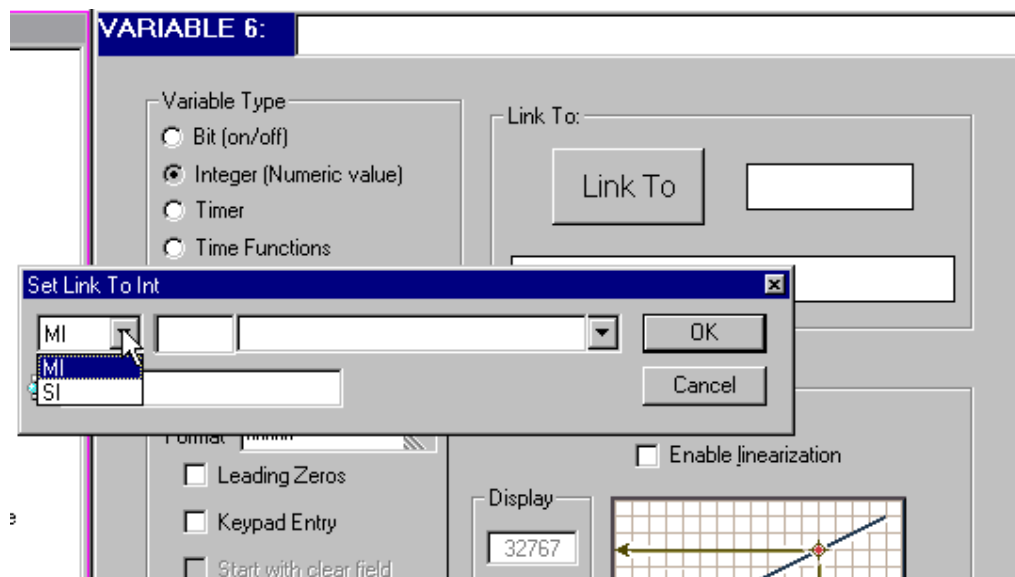 VARIABLE 6:
Variable Type
Bit (on/off)
Integer (Numeric value)
Timer
Time Functions
Link To:
Link To
Set Link To Int
MI
OK
MI
SI
Cancel
Format
Enable linearization
Leading Zeros
Keypad Entry
Start with clear field
Display
32767
e